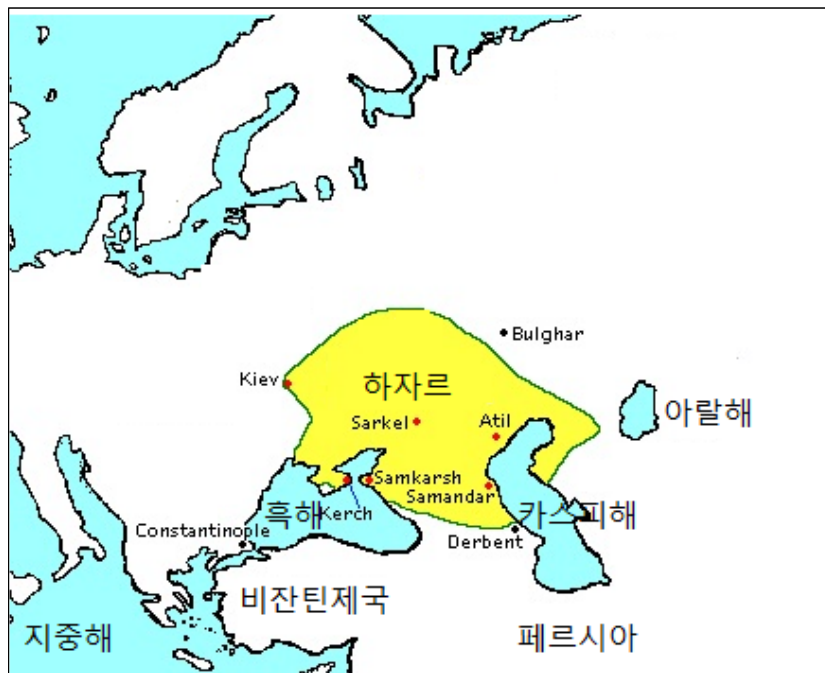 Bulghar
Kiev
하자르
아랄해
Sarkel
Atil
Samkarsh
Samandar
흑해
Kerch
카스피해
Constantinople
Derbent
비잔틴제국
지중해
페르시아